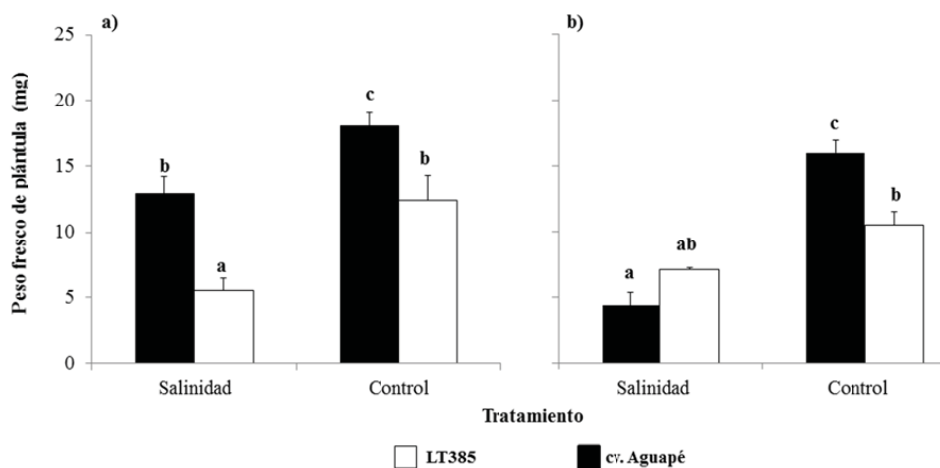 a)
b)
Peso fresco de plántula (mg)
25
20
15
10
5
0
b
a
c
b
a
ab
c
b
Salinidad
Control
Salinidad
Control
Tratamiento
LT385
cv. Aguapé